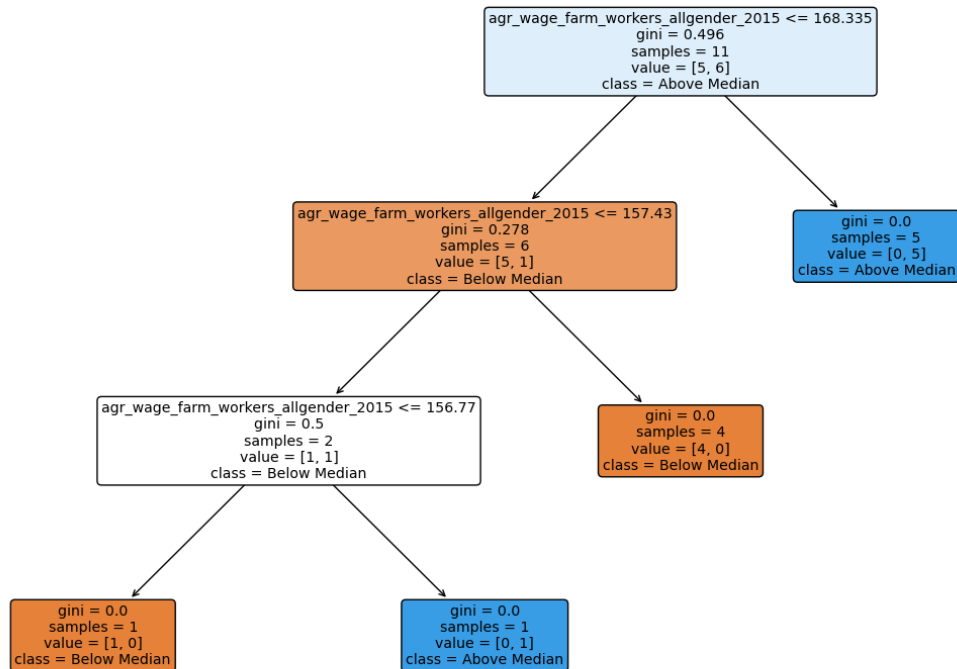 agr_wage_farm_workers_allgender_2015 <= 168.335
gini = 0.496
samples = 11
value = [5, 6]
class = Above Median
agr_wage_farm_workers_allgender_2015 <= 157.43
gini = 0.278
samples = 6
value = [5, 1]
class = Below Median
gini = 0.0
samples = 5
value = [0, 5]
class = Above Median
agr_wage_farm_workers_allgender_2015 <= 156.77
gini = 0.5
samples = 2
value = [1, 1]
class = Below Median
gini = 0.0
samples = 4
value = [4, 0]
class = Below Median
gini = 0.0
samples = 1
value = [1, 0]
class = Below Median
gini = 0.0
samples = 1
value = [0, 1]
class = Above Median